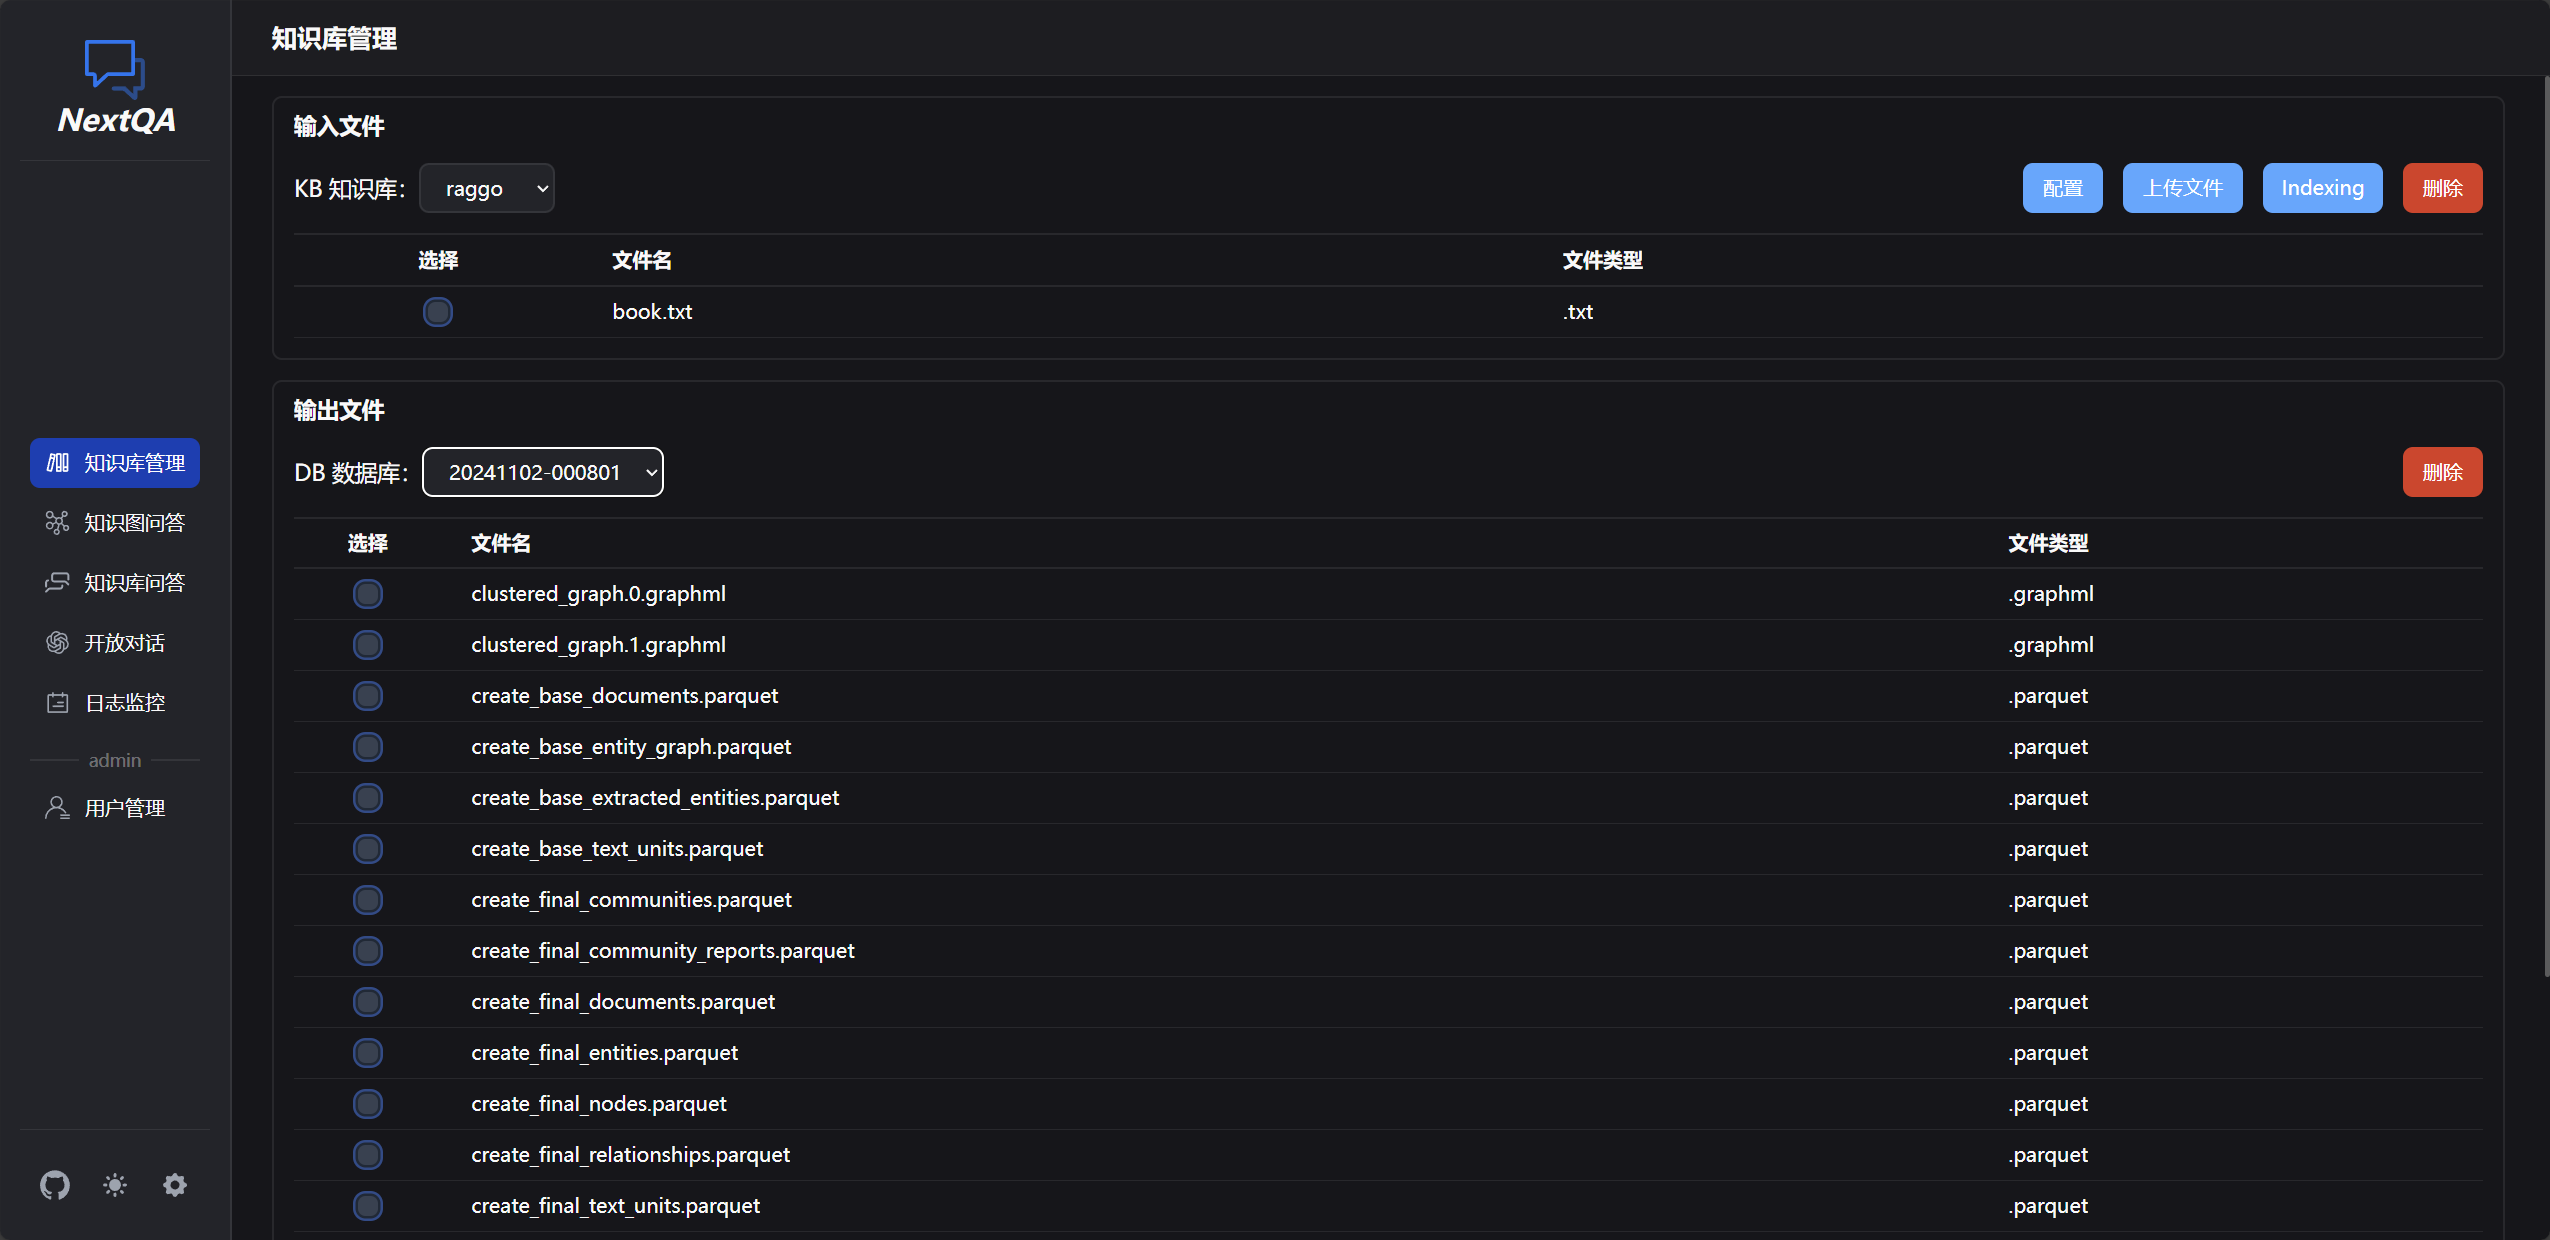 NextQA
知识库管理
知识图问答
知识库问答
开放对话
日志监控
admin
用户管理
知识库管理
输入文件
KB 知识库： raggo 配置 上传文件 Indexing 删除
选择 文件名 文件类型
book.txt .txt
输出文件
DB 数据库： 20241102-000801 删除
选择 文件名 文件类型
clustered_graph.0.graphml .graphml
clustered_graph.1.graphml .graphml
create_base_documents.parquet .parquet
create_base_entity_graph.parquet .parquet
create_base_extracted_entities.parquet .parquet
create_base_text_units.parquet .parquet
create_final_communities.parquet .parquet
create_final_community_reports.parquet .parquet
create_final_documents.parquet .parquet
create_final_entities.parquet .parquet
create_final_nodes.parquet .parquet
create_final_relationships.parquet .parquet
create_final_text_units.parquet .parquet